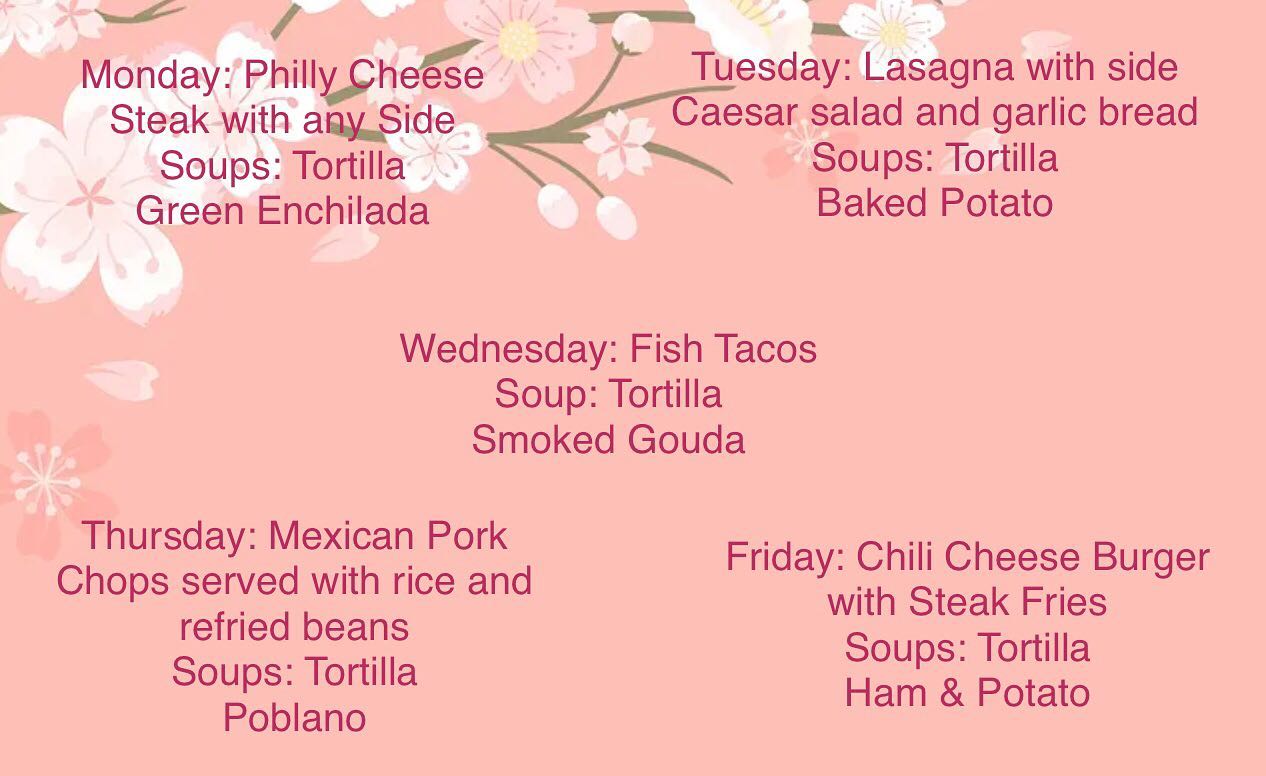 Monday: Philly Cheese
Steak with any Side
Soups: Tortilla
Green Enchilada
Tuesday: Lasagna with side
Caesar salad and garlic bread
Soups: Tortilla
Baked Potato
Wednesday: Fish Tacos
Soup: Tortilla
Smoked Gouda
Thursday: Mexican Pork
Chops served with rice and
refried beans
Soups: Tortilla
Poblano
Friday: Chili Cheese Burger
with Steak Fries
Soups: Tortilla
Ham & Potato